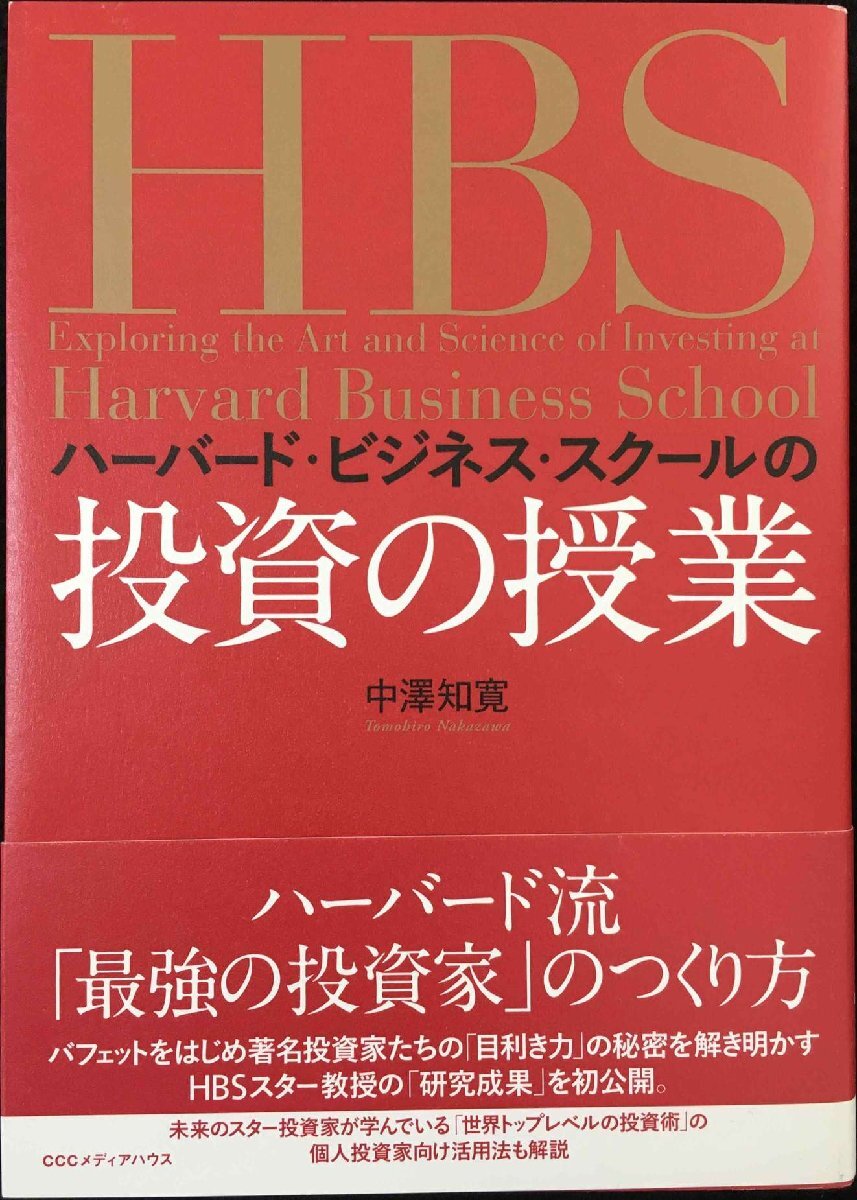 HBS
Exploring the Art and Science of Investing at
Harvard Business School
ハーバード・ビジネス・スクールの
投資の授業
中澤知寛
Tomohiro Nakazawa
ハーバード流
「最強の投資家」のつくり方
バフェットをはじめ著名投資家たちの「目利き力」の秘密を解き明かす
HBSスター教授の「研究成果」を初公開。
未来のスター投資家が学んでいる「世界トップレベルの投資術」の
個人投資家向け活用法も解説
CCCメディアハウス